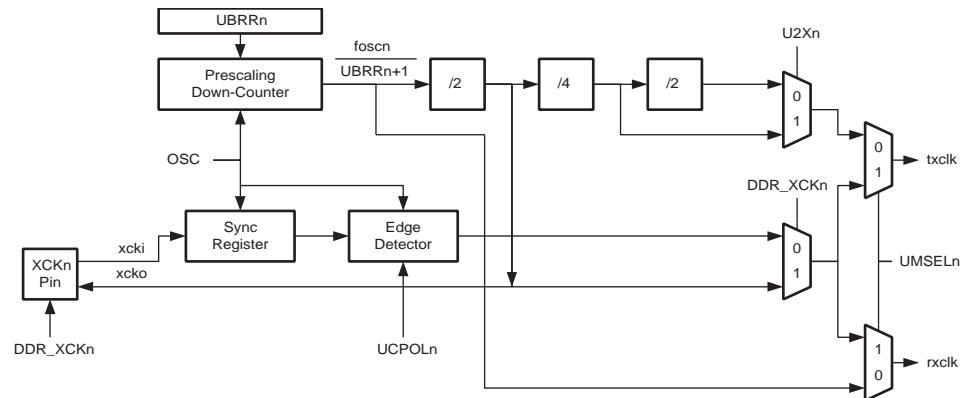 UBRRn
foscn
U2Xn
Prescaling
Down-Counter
UBRRn+1
/2
/4
/2
0
1
OSC
0
1
txclk
DDR_XCKn
Sync
Register
Edge
Detector
xcki
XCKn
Pin
xcko
0
1
UMSELn
DDR_XCKn
UCPOLn
1
0
rxclk